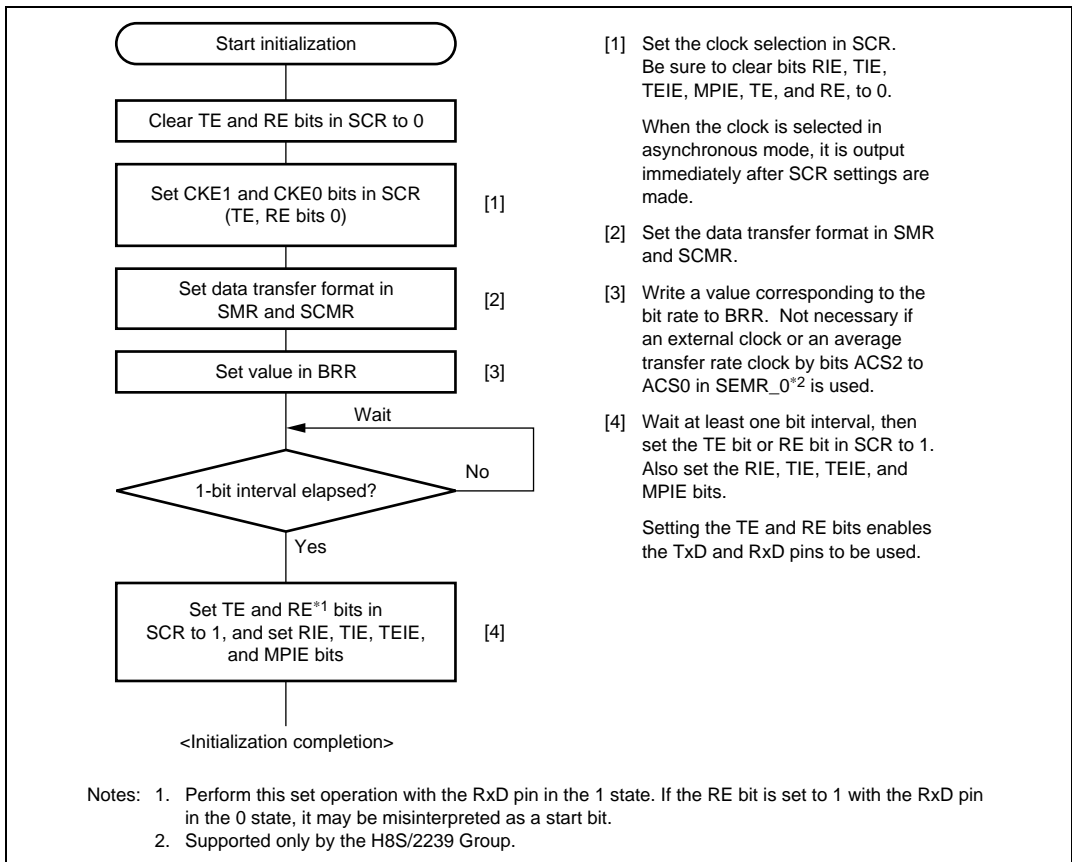 Start initialization
Clear TE and RE bits in SCR to 0
Set CKE1 and CKE0 bits in SCR
(TE, RE bits 0)
[1]
Set data transfer format in
SMR and SCMR
[2]
Set value in BRR
[3]
Wait
No
1-bit interval elapsed?
Yes
Set TE and RE*1 bits in
SCR to 1, and set RIE, TIE, TEIE,
and MPIE bits
[4]
<Initialization completion>
[1] Set the clock selection in SCR.
Be sure to clear bits RIE, TIE,
TEIE, MPIE, TE, and RE, to 0.
When the clock is selected in
asynchronous mode, it is output
immediately after SCR settings are
made.
[2] Set the data transfer format in SMR
and SCMR.
[3] Write a value corresponding to the
bit rate to BRR. Not necessary if
an external clock or an average
transfer rate clock by bits ACS2 to
ACS0 in SEMR_0*2 is used.
[4] Wait at least one bit interval, then
set the TE bit or RE bit in SCR to 1.
Also set the RIE, TIE, TEIE, and
MPIE bits.
Setting the TE and RE bits enables
the TxD and RxD pins to be used.
Notes: 1. Perform this set operation with the RxD pin in the 1 state. If the RE bit is set to 1 with the RxD pin
in the 0 state, it may be misinterpreted as a start bit.
2. Supported only by the H8S/2239 Group.